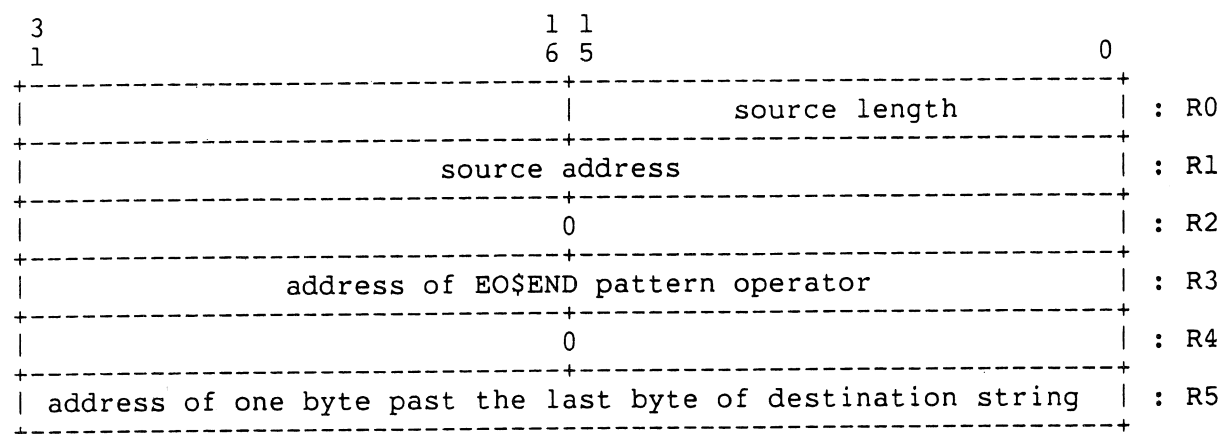 3 1 1
1 6 5 0
+-------------------------------+-------------------------------+
| | source length | : R0
+-------------------------------+-------------------------------+
| source address | : R1
+-------------------------------+-------------------------------+
| 0 | : R2
+-------------------------------+-------------------------------+
| address of EO$END pattern operator | : R3
+-------------------------------+-------------------------------+
| 0 | : R4
+-------------------------------+-------------------------------+
| address of one byte past the last byte of destination string | : R5
+---------------------------------------------------------------+